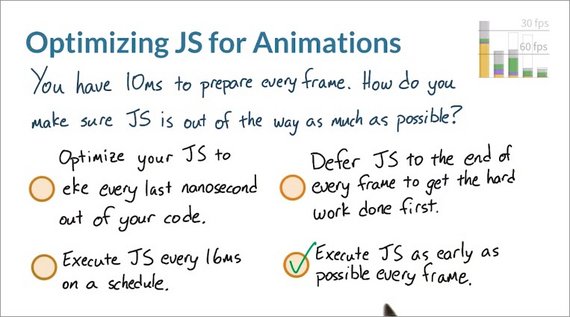 Optimizing JS for Animations
30 fps
60 fps
You have 10ms to prepare every frame. How do you
make sure JS is out of the way as much as possible?
Optimize your JS to
eke every last nanosecond
out of your code.
Defer JS to the end of
every frame to get the hard
work done first.
Execute JS every 16ms
on a schedule.
Execute JS as early as
possible every frame.